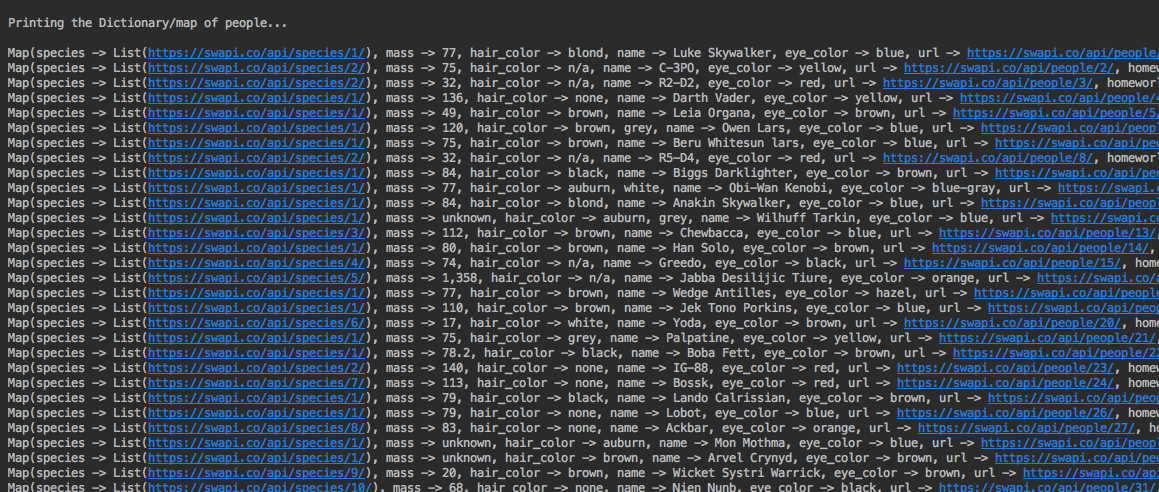 Printing the Dictionary/map of people...
Map(species -> List(https://swapi.co/api/species/1/), mass -> 77, hair_color -> blond, name -> Luke Skywalker, eye_color -> blue, url -> https://swapi.co/api/people/
Map(species -> List(https://swapi.co/api/species/2/), mass -> 75, hair_color -> n/a, name -> C-3PO, eye_color -> yellow, url -> https://swapi.co/api/people/2/, homew
Map(species -> List(https://swapi.co/api/species/2/), mass -> 32, hair_color -> n/a, name -> R2-D2, eye_color -> red, url -> https://swapi.co/api/people/3/, homewor
Map(species -> List(https://swapi.co/api/species/1/), mass -> 136, hair_color -> none, name -> Darth Vader, eye_color -> yellow, url -> https://swapi.co/api/people/4
Map(species -> List(https://swapi.co/api/species/1/), mass -> 49, hair_color -> brown, name -> Leia Organa, eye_color -> brown, url -> https://swapi.co/api/people/5/
Map(species -> List(https://swapi.co/api/species/1/), mass -> 120, hair_color -> brown, grey, name -> Owen Lars, eye_color -> blue, url -> https://swapi.co/api/peopl
Map(species -> List(https://swapi.co/api/species/1/), mass -> 75, hair_color -> brown, name -> Beru Whitesun lars, eye_color -> blue, url -> https://swapi.co/api/peo
Map(species -> List(https://swapi.co/api/species/2/), mass -> 32, hair_color -> n/a, name -> R5-D4, eye_color -> red, url -> https://swapi.co/api/people/8/, homeworl
Map(species -> List(https://swapi.co/api/species/1/), mass -> 84, hair_color -> black, name -> Biggs Darklighter, eye_color -> brown, url -> https://swapi.co/api/peo
Map(species -> List(https://swapi.co/api/species/1/), mass -> 77, hair_color -> auburn, white, name -> Obi-Wan Kenobi, eye_color -> blue-gray, url -> https://swapi.c
Map(species -> List(https://swapi.co/api/species/1/), mass -> 84, hair_color -> blond, name -> Anakin Skywalker, eye_color -> blue, url -> https://swapi.co/api/peopl
Map(species -> List(https://swapi.co/api/species/1/), mass -> unknown, hair_color -> auburn, grey, name -> Wilhuff Tarkin, eye_color -> blue, url -> https://swapi.co
Map(species -> List(https://swapi.co/api/species/3/), mass -> 112, hair_color -> brown, name -> Chewbacca, eye_color -> blue, url -> https://swapi.co/api/people/13/,
Map(species -> List(https://swapi.co/api/species/1/), mass -> 80, hair_color -> brown, name -> Han Solo, eye_color -> brown, url -> https://swapi.co/api/people/14/,
Map(species -> List(https://swapi.co/api/species/4/), mass -> 74, hair_color -> n/a, name -> Greedo, eye_color -> black, url -> https://swapi.co/api/people/15/, home
Map(species -> List(https://swapi.co/api/species/5/), mass -> 1,358, hair_color -> n/a, name -> Jabba Desilijic Tiure, eye_color -> orange, url -> https://swapi.co/a
Map(species -> List(https://swapi.co/api/species/1/), mass -> 77, hair_color -> brown, name -> Wedge Antilles, eye_color -> hazel, url -> https://swapi.co/api/people
Map(species -> List(https://swapi.co/api/species/1/), mass -> 110, hair_color -> brown, name -> Jek Tono Porkins, eye_color -> blue, url -> https://swapi.co/api/peop
Map(species -> List(https://swapi.co/api/species/6/), mass -> 17, hair_color -> white, name -> Yoda, eye_color -> brown, url -> https://swapi.co/api/people/20/, home
Map(species -> List(https://swapi.co/api/species/1/), mass -> 75, hair_color -> grey, name -> Palpatine, eye_color -> yellow, url -> https://swapi.co/api/people/21/,
Map(species -> List(https://swapi.co/api/species/1/), mass -> 78.2, hair_color -> black, name -> Boba Fett, eye_color -> brown, url -> https://swapi.co/api/people/22
Map(species -> List(https://swapi.co/api/species/2/), mass -> 140, hair_color -> none, name -> IG-88, eye_color -> red, url -> https://swapi.co/api/people/23/, homew
Map(species -> List(https://swapi.co/api/species/7/), mass -> 113, hair_color -> none, name -> Bossk, eye_color -> red, url -> https://swapi.co/api/people/24/, homew
Map(species -> List(https://swapi.co/api/species/1/), mass -> 79, hair_color -> black, name -> Lando Calrissian, eye_color -> brown, url -> https://swapi.co/api/peop
Map(species -> List(https://swapi.co/api/species/1/), mass -> 79, hair_color -> none, name -> Lobot, eye_color -> blue, url -> https://swapi.co/api/people/26/, homew
Map(species -> List(https://swapi.co/api/species/8/), mass -> 83, hair_color -> none, name -> Ackbar, eye_color -> orange, url -> https://swapi.co/api/people/27/, ho
Map(species -> List(https://swapi.co/api/species/1/), mass -> unknown, hair_color -> auburn, name -> Mon Mothma, eye_color -> blue, url -> https://swapi.co/api/peopl
Map(species -> List(https://swapi.co/api/species/1/), mass -> unknown, hair_color -> brown, name -> Arvel Crynyd, eye_color -> brown, url -> https://swapi.co/api/peo
Map(species -> List(https://swapi.co/api/species/9/), mass -> 20, hair_color -> brown, name -> Wicket Systri Warrick, eye_color -> brown, url -> https://swapi.co/api
Map(species -> List(https://swapi.co/api/species/10/), mass -> 68, hair_color -> none, name -> Nien Nunb, eye_color -> black, url -> https://swapi.co/api/people/31/,